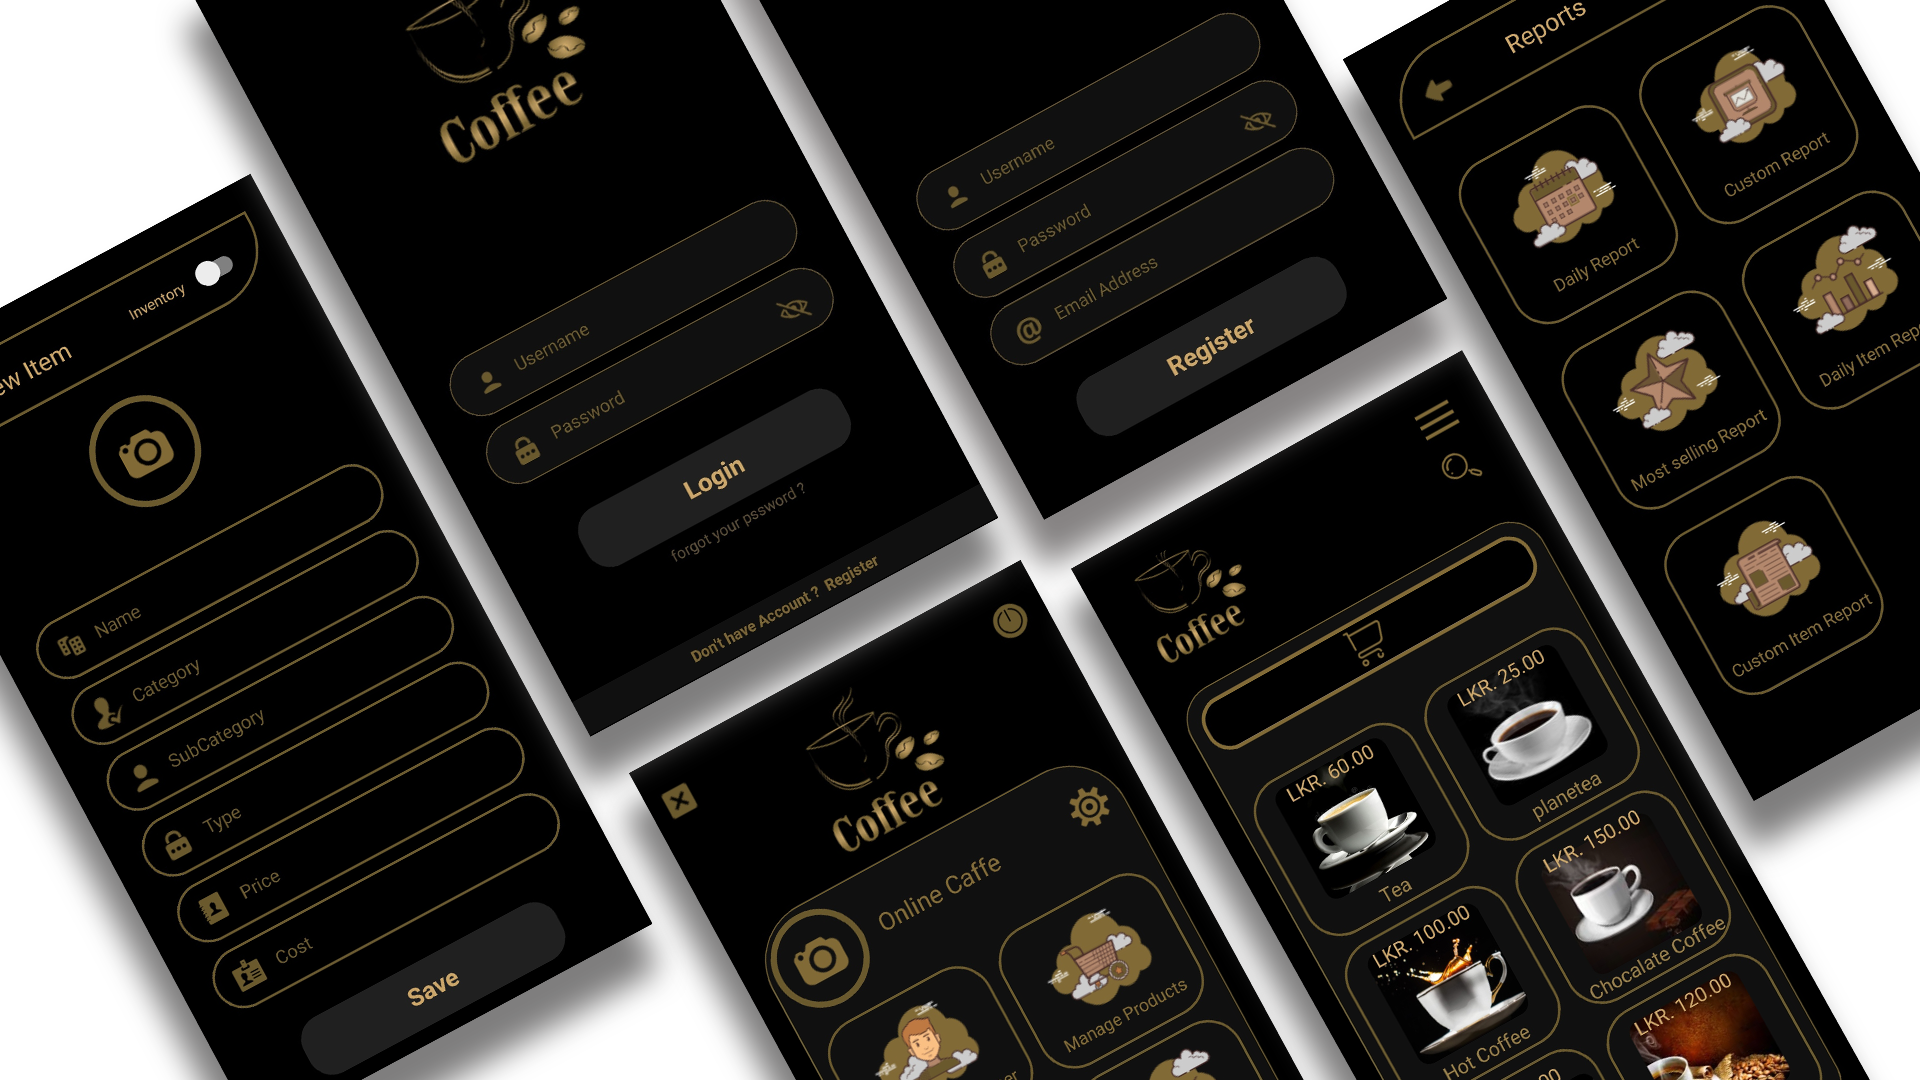 Inventory
ew Item
Name
Category
SubCategory
Type
Price
Cost
Save
Coffee
Username
Password
Login
forgot your pssword ?
Don't have Account ? Register
Username
Password
Email Address
Register
Coffee
Online Caffe
Manage Products
Coffee
LKR. 60.00
Tea
LKR. 25.00
planetea
LKR. 100.00
Hot Coffee
LKR. 150.00
Chocalate Coffee
LKR. 120.00
Reports
Daily Report
Custom Report
Most selling Report
Daily Item Rep
Custom Item Report